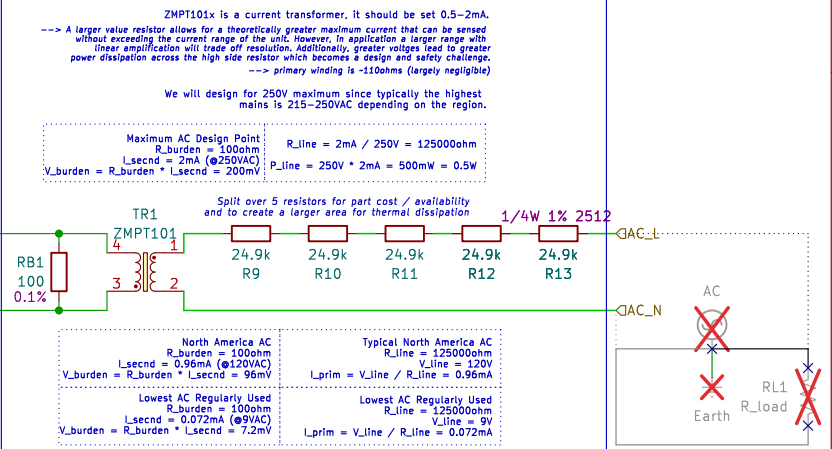 ZMPT101x is a current transformer, it should be set 0.5-2mA.
--> A larger value resistor allows for a theoretically greater maximum current that can be sensed
without exceeding the current range of the unit. However, in application a larger range with
linear amplification will trade off resolution. Additionally, greater voltges lead to greater
power dissipation across the high side resistor which becomes a design and safety challenge.
--> primary winding is ~110ohms (largely negligible)
We will design for 250V maximum since typically the highest
mains is 215-250VAC depending on the region.
Maximum AC Design Point
R_burden = 100ohm
I_secnd = 2mA (@250VAC)
V_burden = R_burden * I_secnd = 200mV
R_line = 2mA / 250V = 125000ohm
P_line = 250V * 2mA = 500mW = 0.5W
Split over 5 resistors for part cost / availability
and to create a larger area for thermal dissipation
1/4W 1% 2512
TR1
ZMPT101
4
1
3
2
RB1
100
0.1%
24.9k
R9
24.9k
R10
24.9k
R11
24.9k
R12
24.9k
R13
AC_L
AC_N
AC
Earth
RL1
R_load
North America AC
R_burden = 100ohm
I_secnd = 0.96mA (@120VAC)
V_burden = R_burden * I_secnd = 96mV
Typical North America AC
R_line = 125000ohm
V_line = 120V
I_prim = V_line / R_line = 0.96mA
Lowest AC Regularly Used
R_burden = 100ohm
I_secnd = 0.072mA (@9VAC)
V_burden = R_burden * I_secnd = 7.2mV
Lowest AC Regularly Used
R_line = 125000ohm
V_line = 9V
I_prim = V_line / R_line = 0.072mA